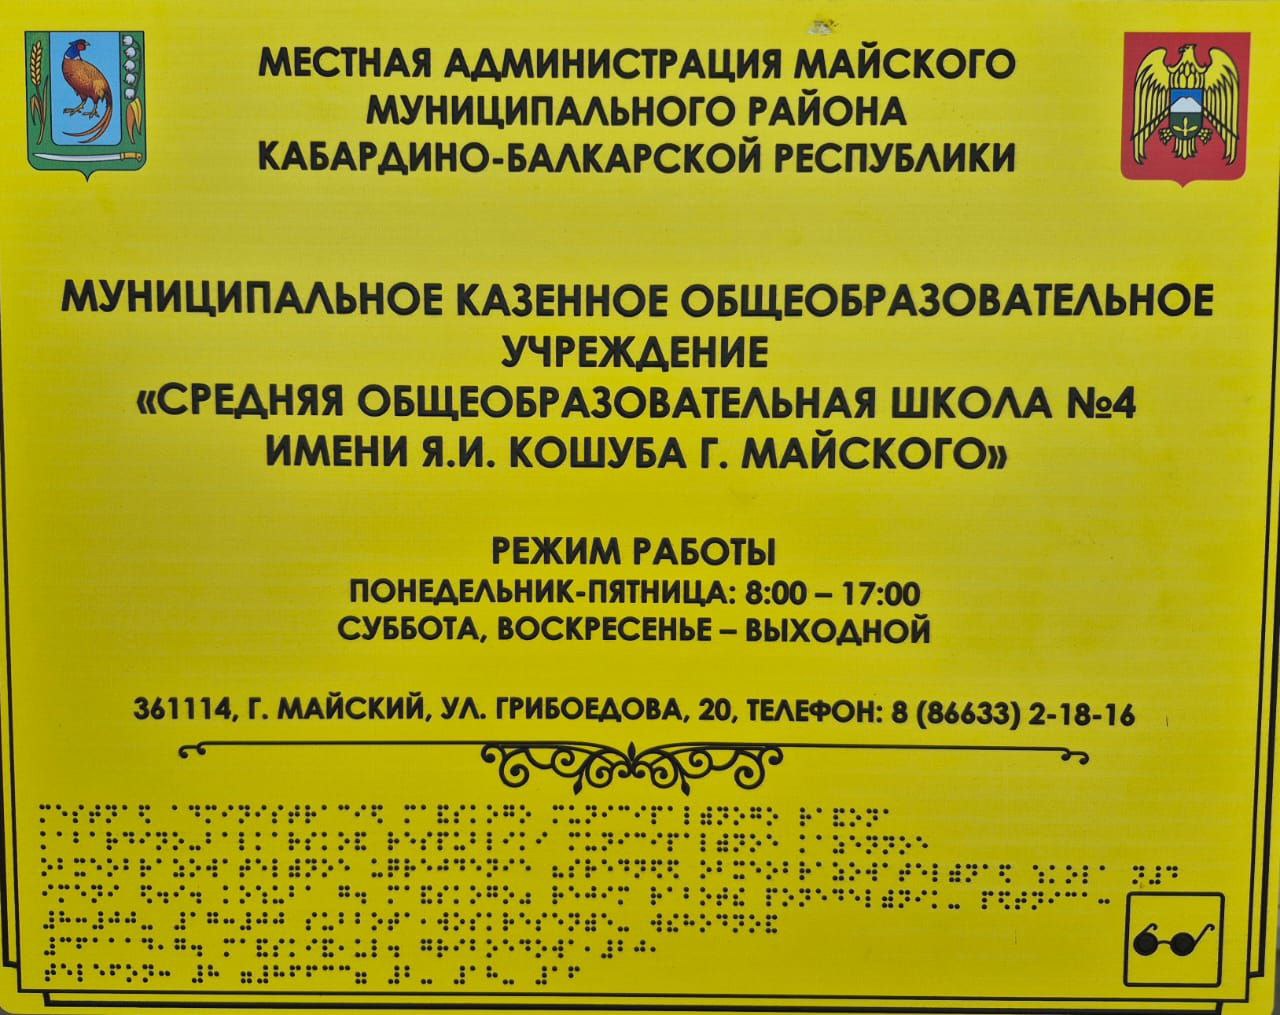 МЕСТНАЯ АДМИНИСТРАЦИЯ МАЙСКОГО
МУНИЦИПАЛЬНОГО РАЙОНА
КАБАРДИНО-БАЛКАРСКОЙ РЕСПУБЛИКИ
МУНИЦИПАЛЬНОЕ КАЗЕННОЕ ОБЩЕОБРАЗОВАТЕЛЬНОЕ
УЧРЕЖДЕНИЕ
«СРЕДНЯЯ ОБЩЕОБРАЗОВАТЕЛЬНАЯ ШКОЛА №4
ИМЕНИ Я.И. КОШУБА Г. МАЙСКОГО»
РЕЖИМ РАБОТЫ
ПОНЕДЕЛЬНИК-ПЯТНИЦА: 8:00 – 17:00
СУББОТА, ВОСКРЕСЕНЬЕ – ВЫХОДНОЙ
361114, Г. МАЙСКИЙ, УЛ. ГРИБОЕДОВА, 20, ТЕЛЕФОН: 8 (86633) 2-18-16